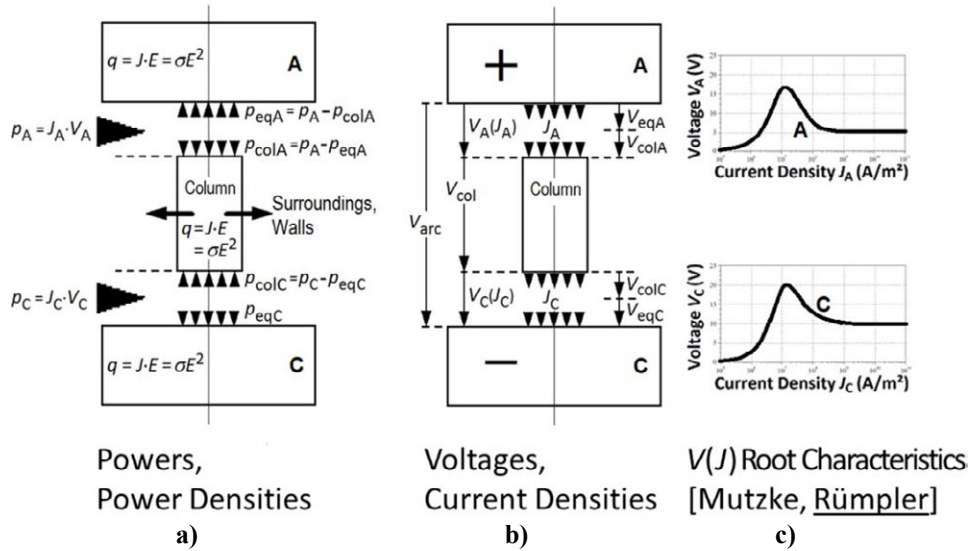 q = J·E = σE²
A
p_eqA = p_A – p_colA
p_A = J_A·V_A
p_colA = p_A – p_eqA
Column
Surroundings,
Walls
q = J·E
= σE²
p_colC = p_C – p_eqC
p_C = J_C·V_C
p_eqC
q = J·E = σE²
C
Powers,
Power Densities
a)
+
A
V_A(J_A)
J_A
V_eqA
V_colA
Column
V_col
V_arc
V_C(J_C)
J_C
V_colC
V_eqC
–
C
Voltages,
Current Densities
b)
Voltage V_A (V)
25
A
Current Density J_A (A/m²)
Voltage V_C (V)
25
C
Current Density J_C (A/m²)
V(J) Root Characteristics
[Mutzke, Rümpler]
c)